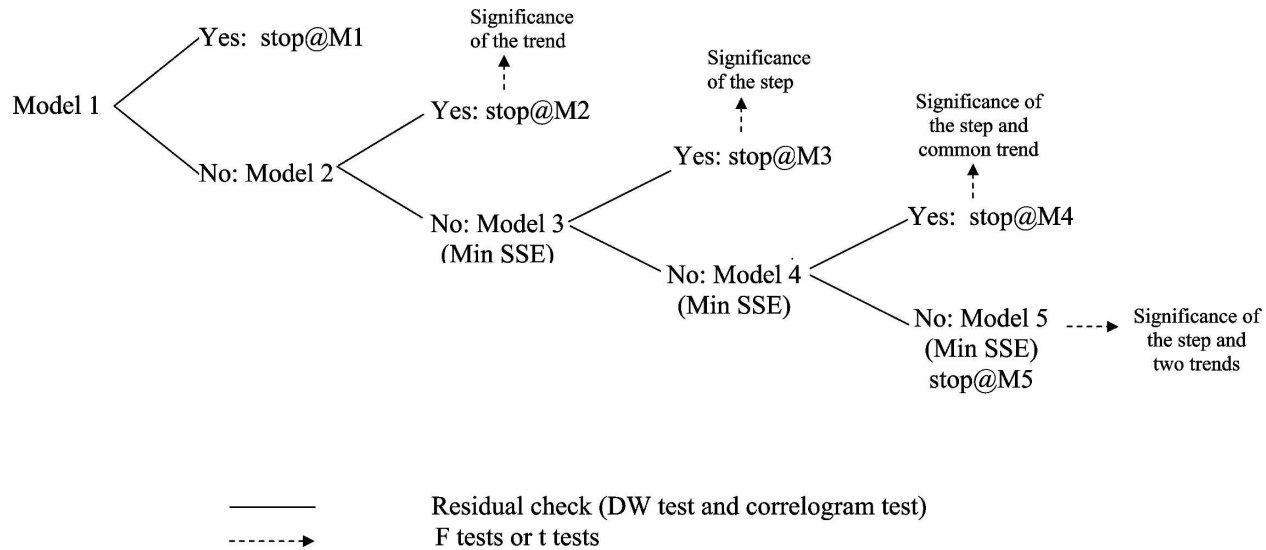 Model 1
Yes: stop@M1
No: Model 2
Significance
of the trend
Yes: stop@M2
No: Model 3
(Min SSE)
Significance
of the step
Yes: stop@M3
No: Model 4
(Min SSE)
Significance of
the step and
common trend
Yes: stop@M4
No: Model 5
(Min SSE)
stop@M5
Significance of
the step and
two trends
Residual check (DW test and correlogram test)
F tests or t tests